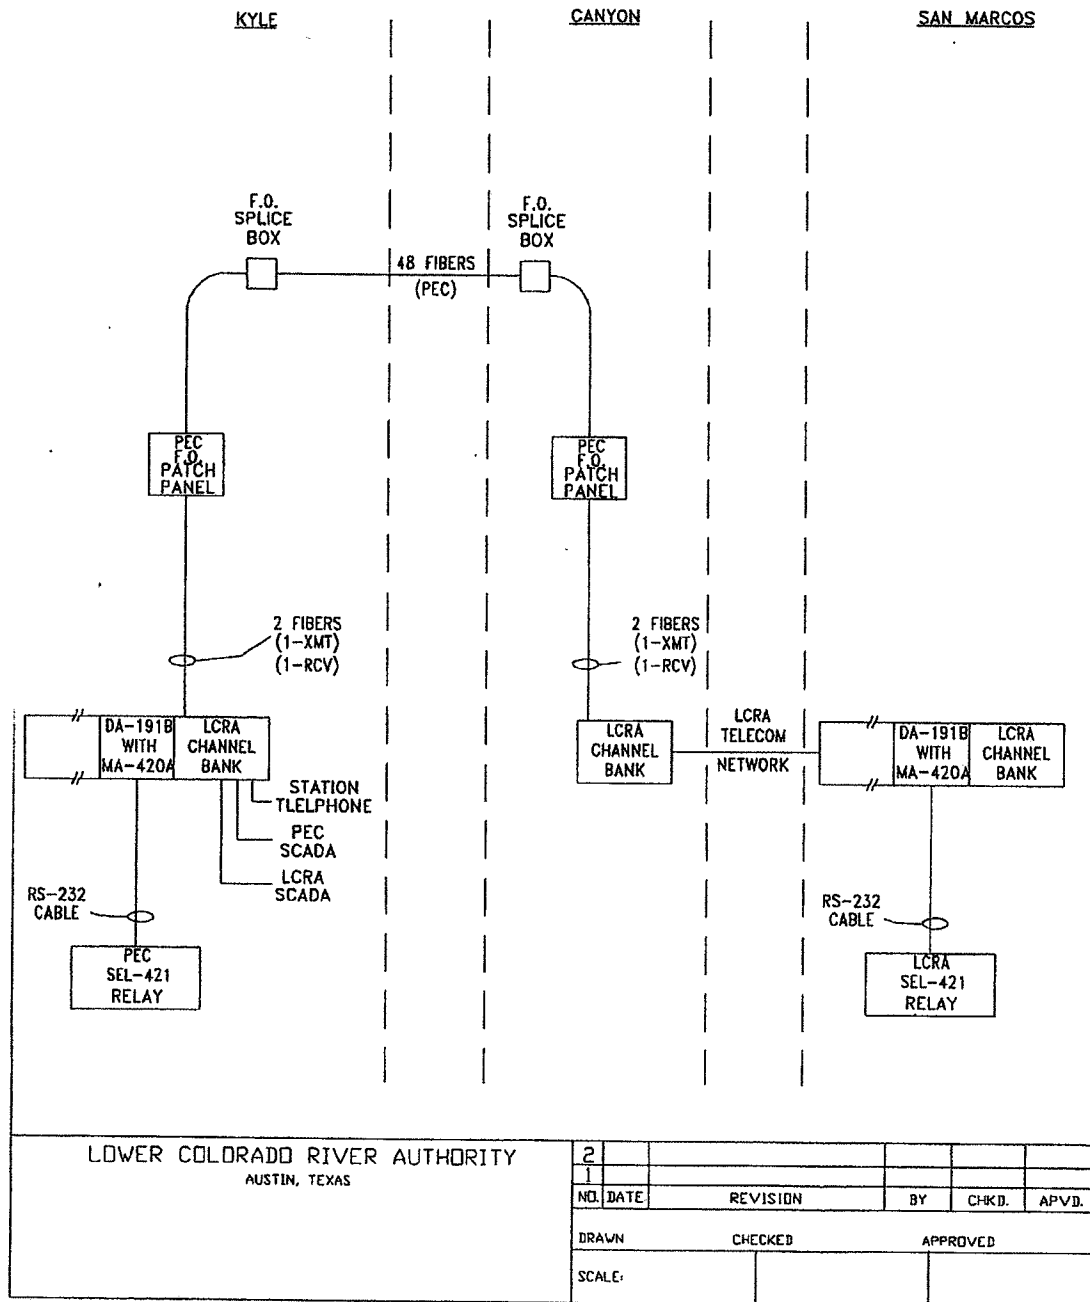 KYLE
CANYON
SAN MARCOS
F.O.
SPLICE
BOX
F.O.
SPLICE
BOX
48 FIBERS
(PEC)
PEC
F.O.
PATCH
PANEL
PEC
F.O.
PATCH
PANEL
2 FIBERS
(1-XMT)
(1-RCV)
2 FIBERS
(1-XMT)
(1-RCV)
DA-191B
WITH
MA-420A
LCRA
CHANNEL
BANK
LCRA
CHANNEL
BANK
LCRA
TELECOM
NETWORK
DA-191B
WITH
MA-420A
LCRA
CHANNEL
BANK
STATION
TLELPHONE
PEC
SCADA
LCRA
SCADA
RS-232
CABLE
RS-232
CABLE
PEC
SEL-421
RELAY
LCRA
SEL-421
RELAY
LOWER COLORADO RIVER AUTHORITY
AUSTIN, TEXAS
2
1
NO. DATE REVISION BY CHKD. APVD.
DRAWN CHECKED APPROVED
SCALE: